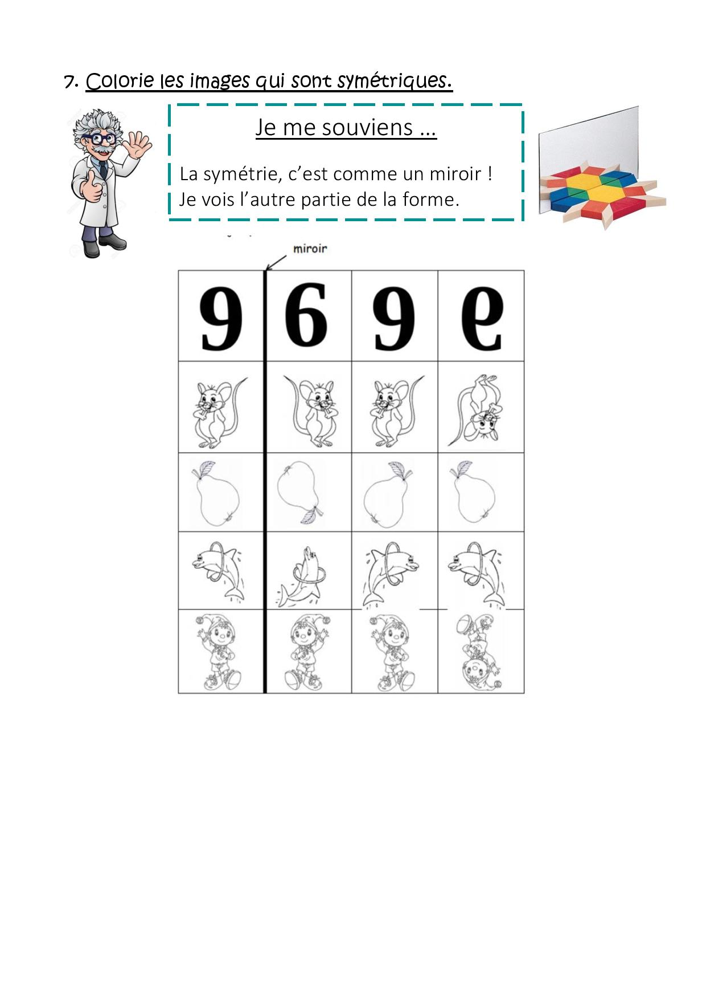 7. Colorie les images qui sont symétriques.
Je me souviens ...
La symétrie, c’est comme un miroir !
Je vois l’autre partie de la forme.
miroir
9 6 9 9